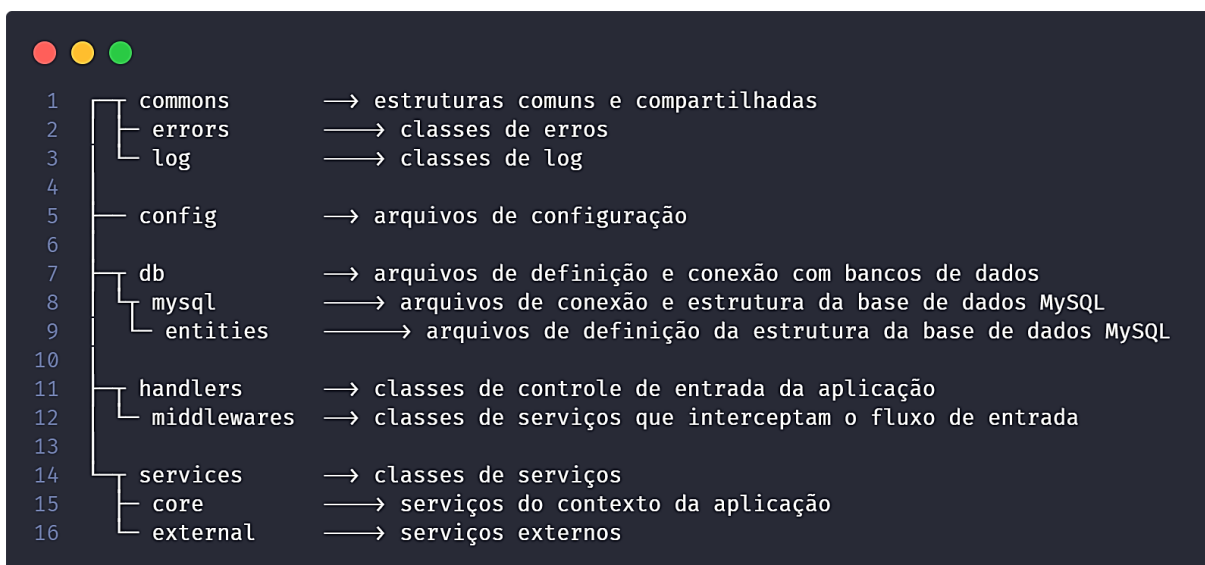 1 ┌─┬ commons ──> estruturas comuns e compartilhadas
2 │ ├─ errors ───> classes de erros
3 │ └─ log ───> classes de log
4 │
5 ├── config ──> arquivos de configuração
6 │
7 ├─┬ db ──> arquivos de definição e conexão com bancos de dados
8 │ └┬ mysql ───> arquivos de conexão e estrutura da base de dados MySQL
9 │  └─ entities ────> arquivos de definição da estrutura da base de dados MySQL
10 │
11 ├─┬ handlers ──> classes de controle de entrada da aplicação
12 │ └─ middlewares ──> classes de serviços que interceptam o fluxo de entrada
13 │
14 └─┬ services ──> classes de serviços
15   ├─ core ───> serviços do contexto da aplicação
16   └─ external ───> serviços externos